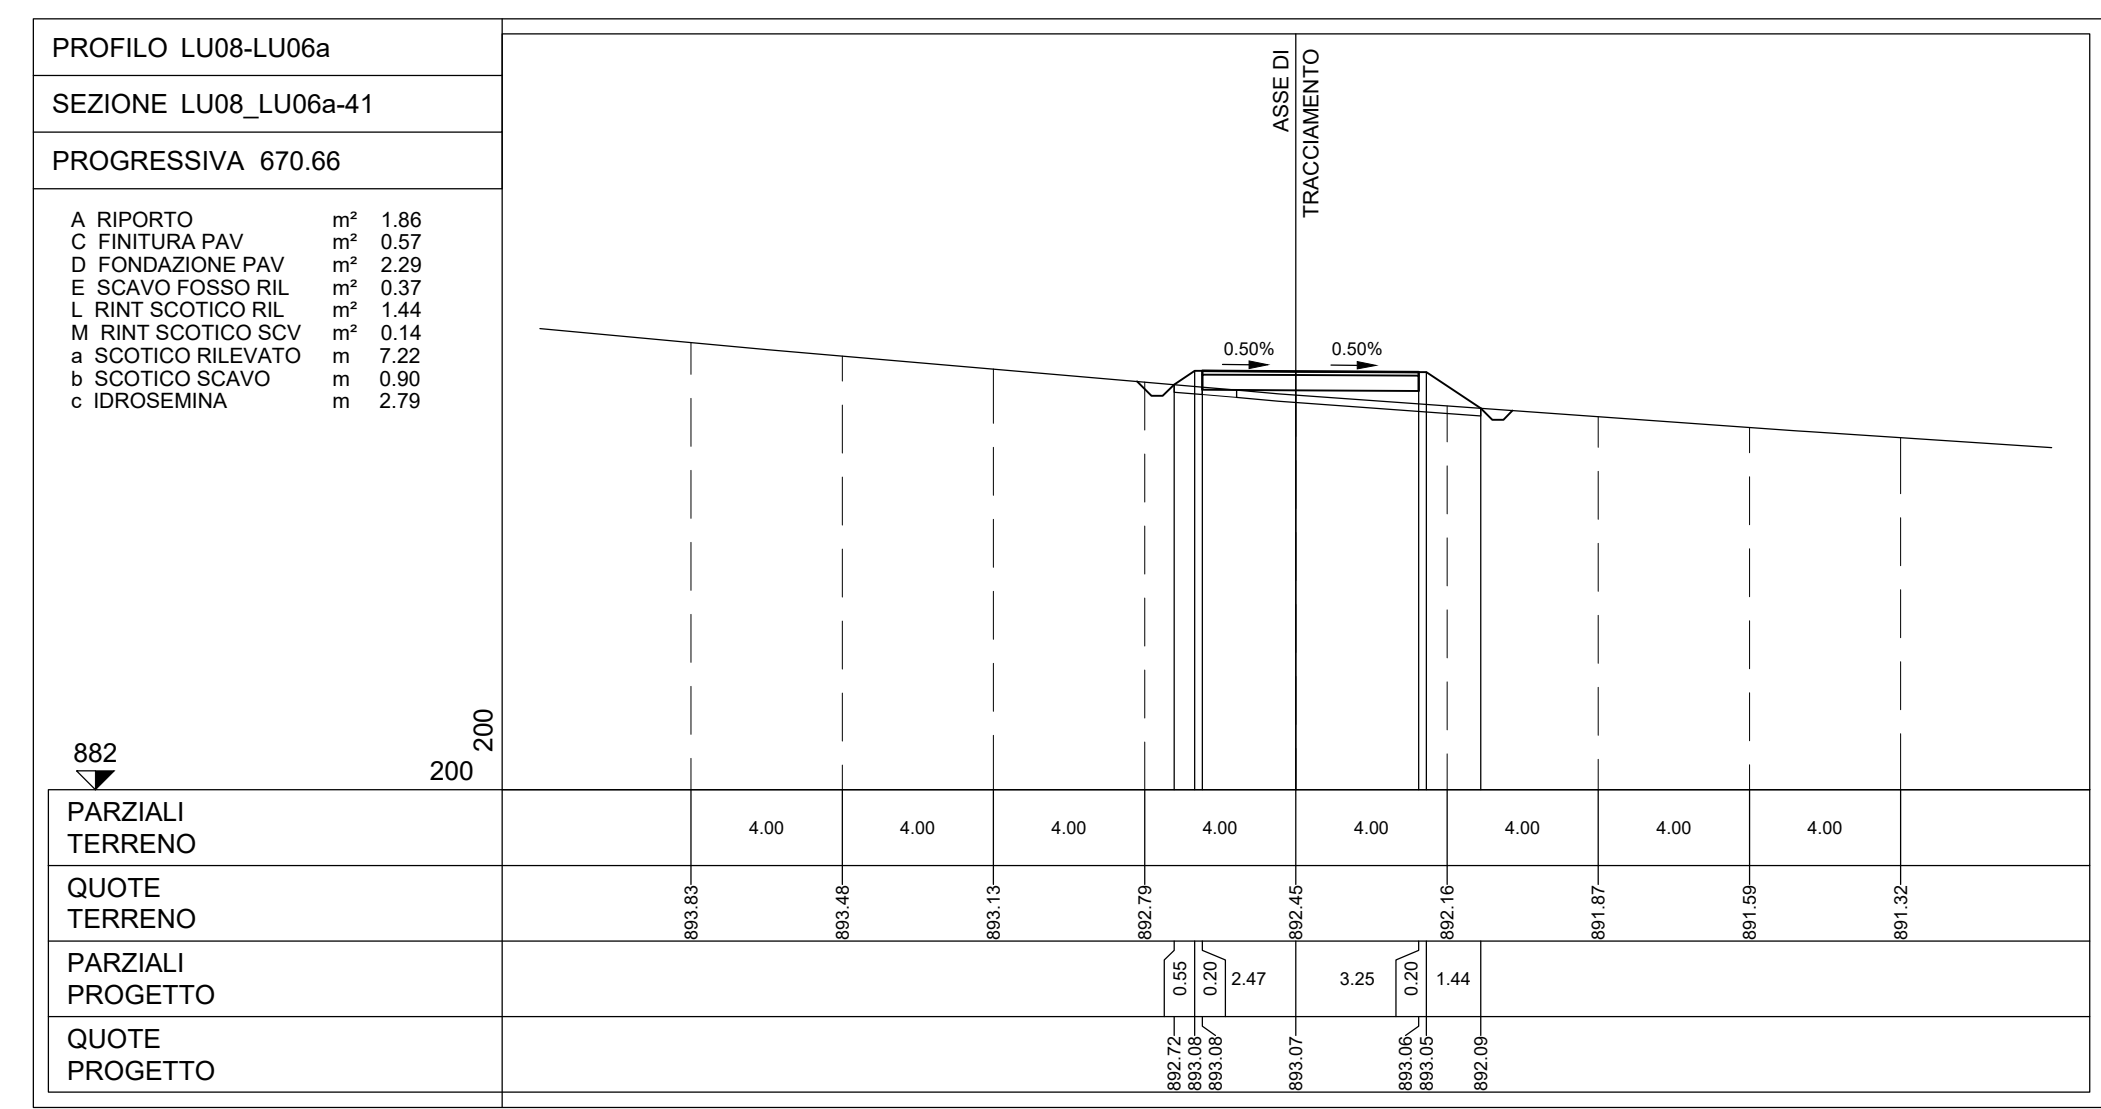 PROFILO LU08-LU06a
SEZIONE LU08_LU06a-41
PROGRESSIVA 670.66
A RIPORTO m² 1.86
C FINITURA PAV m² 0.57
D FONDAZIONE PAV m² 2.29
E SCAVO FOSSO RIL m² 0.37
L RINT SCOTICO RIL m² 1.44
M RINT SCOTICO SCV m² 0.14
a SCOTICO RILEVATO m 7.22
b SCOTICO SCAVO m 0.90
c IDROSEMINA m 2.79
ASSE DI
TRACCIAMENTO
0.50% 0.50%
882
200
200
PARZIALI
TERRENO
4.00 4.00 4.00 4.00 4.00 4.00 4.00 4.00
QUOTE
TERRENO
893.83 893.48 893.13 892.79 892.45 892.16 891.87 891.59 891.32
PARZIALI
PROGETTO
0.55 0.20 2.47 3.25 0.20 1.44
QUOTE
PROGETTO
892.72 893.08 893.08 893.07 893.06 893.05 892.09